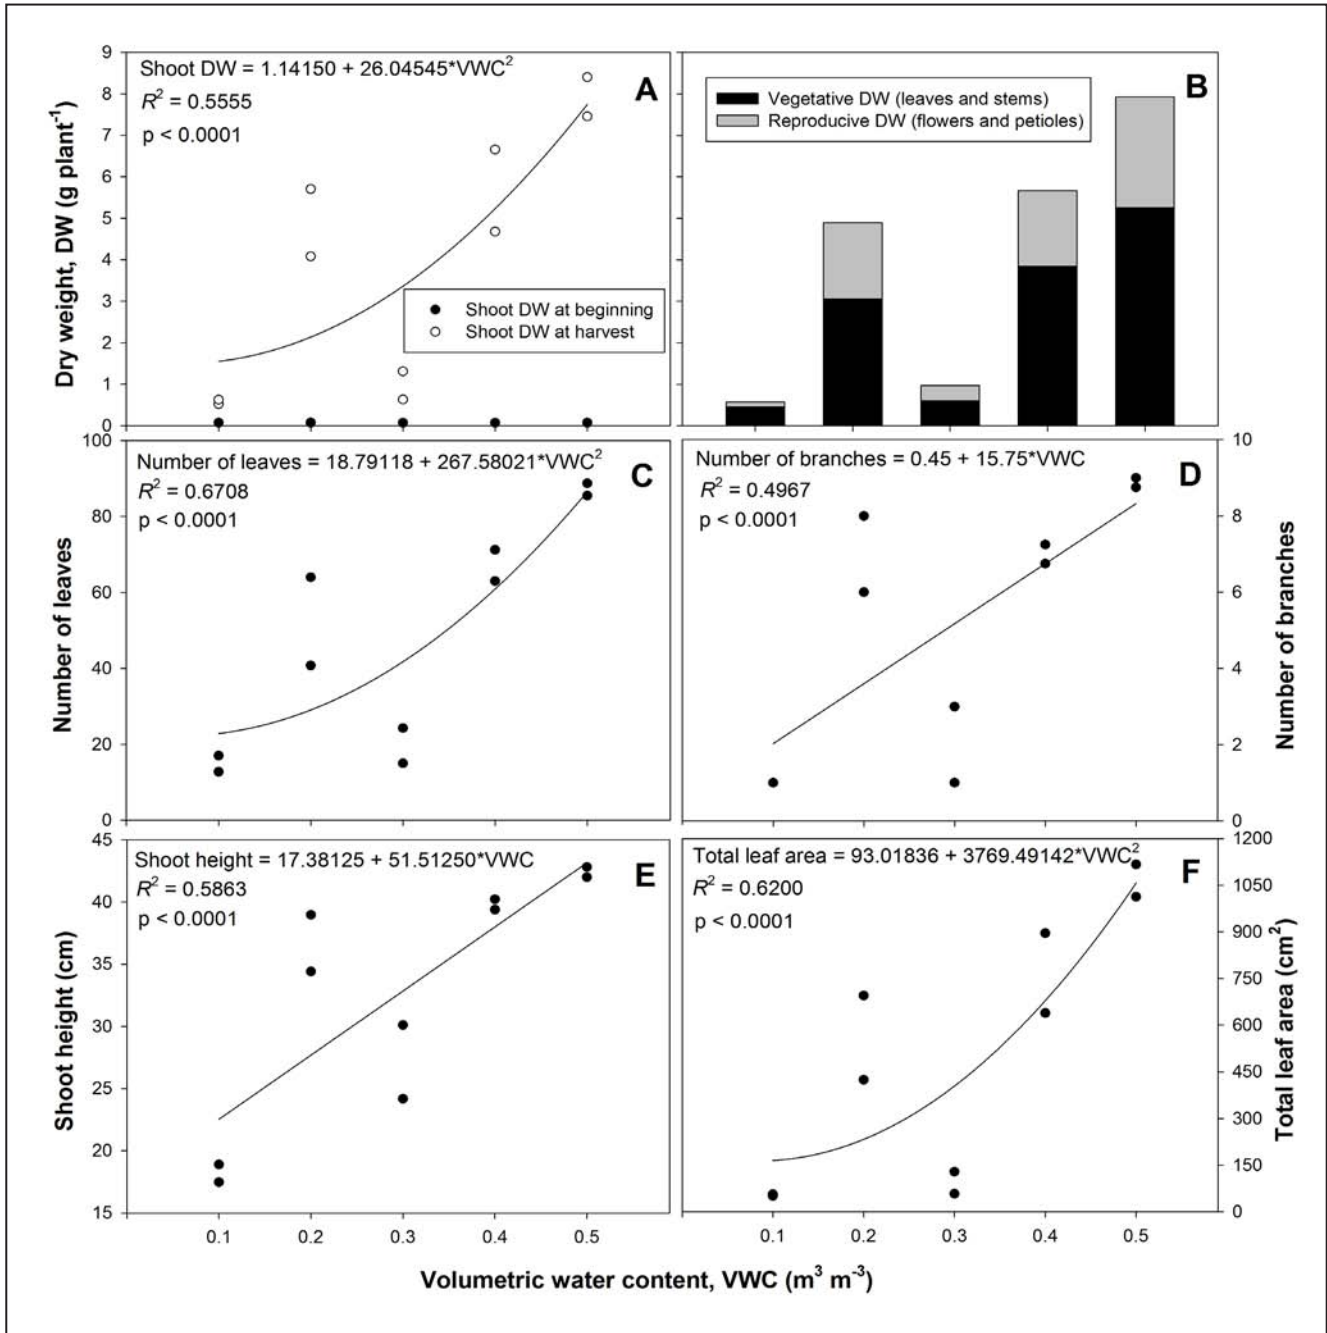 Shoot DW = 1.14150 + 26.04545*VWC²
R² = 0.5555
p < 0.0001
A
Shoot DW at beginning
Shoot DW at harvest
Dry weight, DW (g plant⁻¹)
9
8
7
6
5
4
3
2
1
0
B
Vegetative DW (leaves and stems)
Reproducive DW (flowers and petioles)
Number of leaves = 18.79118 + 267.58021*VWC²
R² = 0.6708
p < 0.0001
C
Number of leaves
100
80
60
40
20
0
Number of branches = 0.45 + 15.75*VWC
R² = 0.4967
p < 0.0001
D
Number of branches
10
8
6
4
2
0
Shoot height = 17.38125 + 51.51250*VWC
R² = 0.5863
p < 0.0001
E
Shoot height (cm)
45
40
35
30
25
20
15
0.1 0.2 0.3 0.4 0.5
Total leaf area = 93.01836 + 3769.49142*VWC²
R² = 0.6200
p < 0.0001
F
Total leaf area (cm²)
1200
1050
900
750
600
450
300
150
0
0.1 0.2 0.3 0.4 0.5
Volumetric water content, VWC (m³ m⁻³)